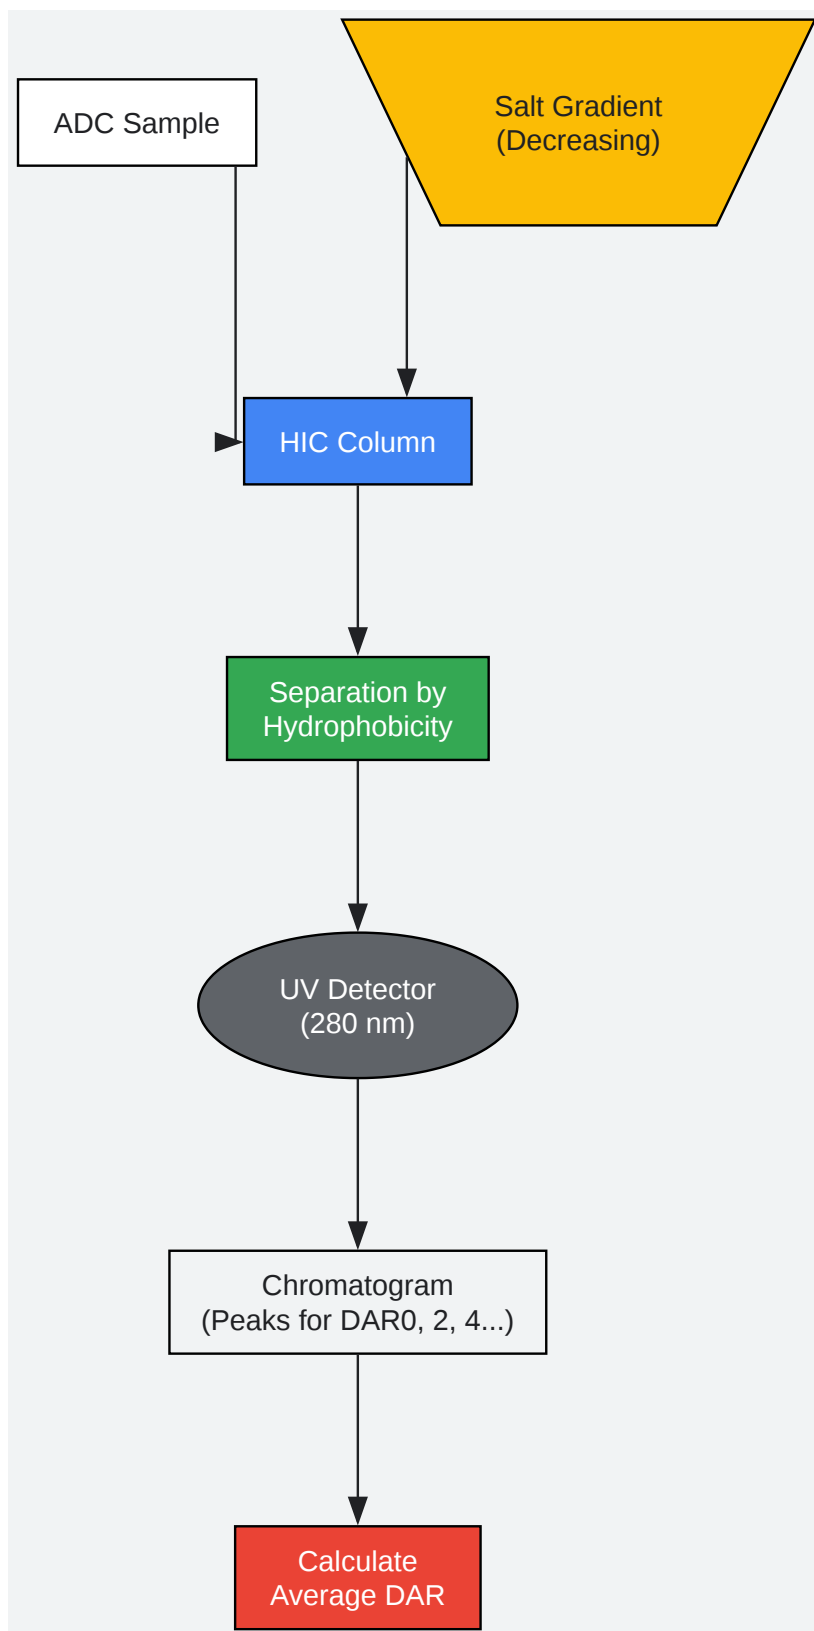 ADC Sample
Salt Gradient
(Decreasing)
HIC Column
Separation by
Hydrophobicity
UV Detector
(280 nm)
Chromatogram
(Peaks for DAR0, 2, 4...)
Calculate
Average DAR